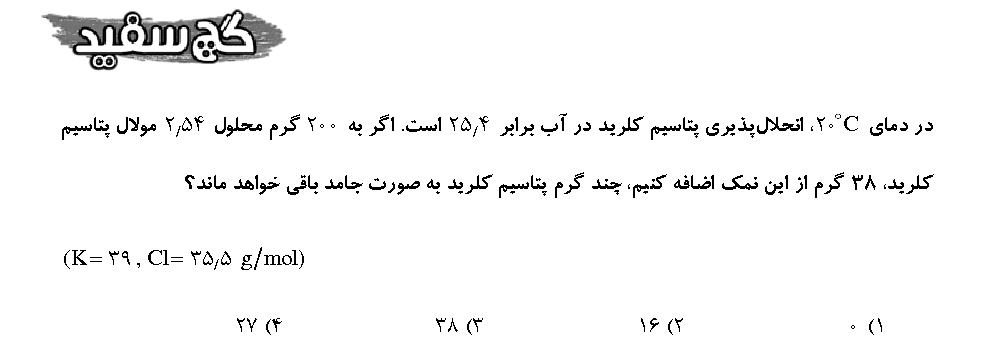 گچ سفید
در دمای ۲۰°C، انحلال‌پذیری پتاسیم کلرید در آب برابر ۲۵٫۴ است. اگر به ۲۰۰ گرم محلول ۲٫۵۴ مولال پتاسیم
کلرید، ۳۸ گرم از این نمک اضافه کنیم، چند گرم پتاسیم کلرید به صورت جامد باقی خواهد ماند؟
(K= ۳۹ , Cl= ۳۵٫۵ g/mol)
۱) ۰ ۲) ۱۶ ۳) ۳۸ ۴) ۲۷